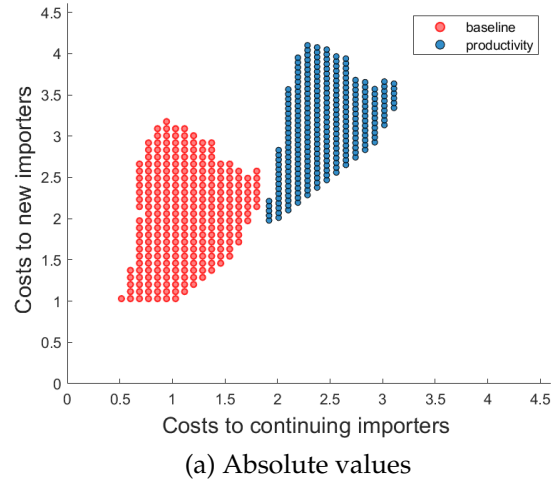 4.5
4
3.5
3
2.5
2
1.5
1
0.5
0
Costs to new importers
baseline
productivity
0 0.5 1 1.5 2 2.5 3 3.5 4 4.5
Costs to continuing importers
(a) Absolute values